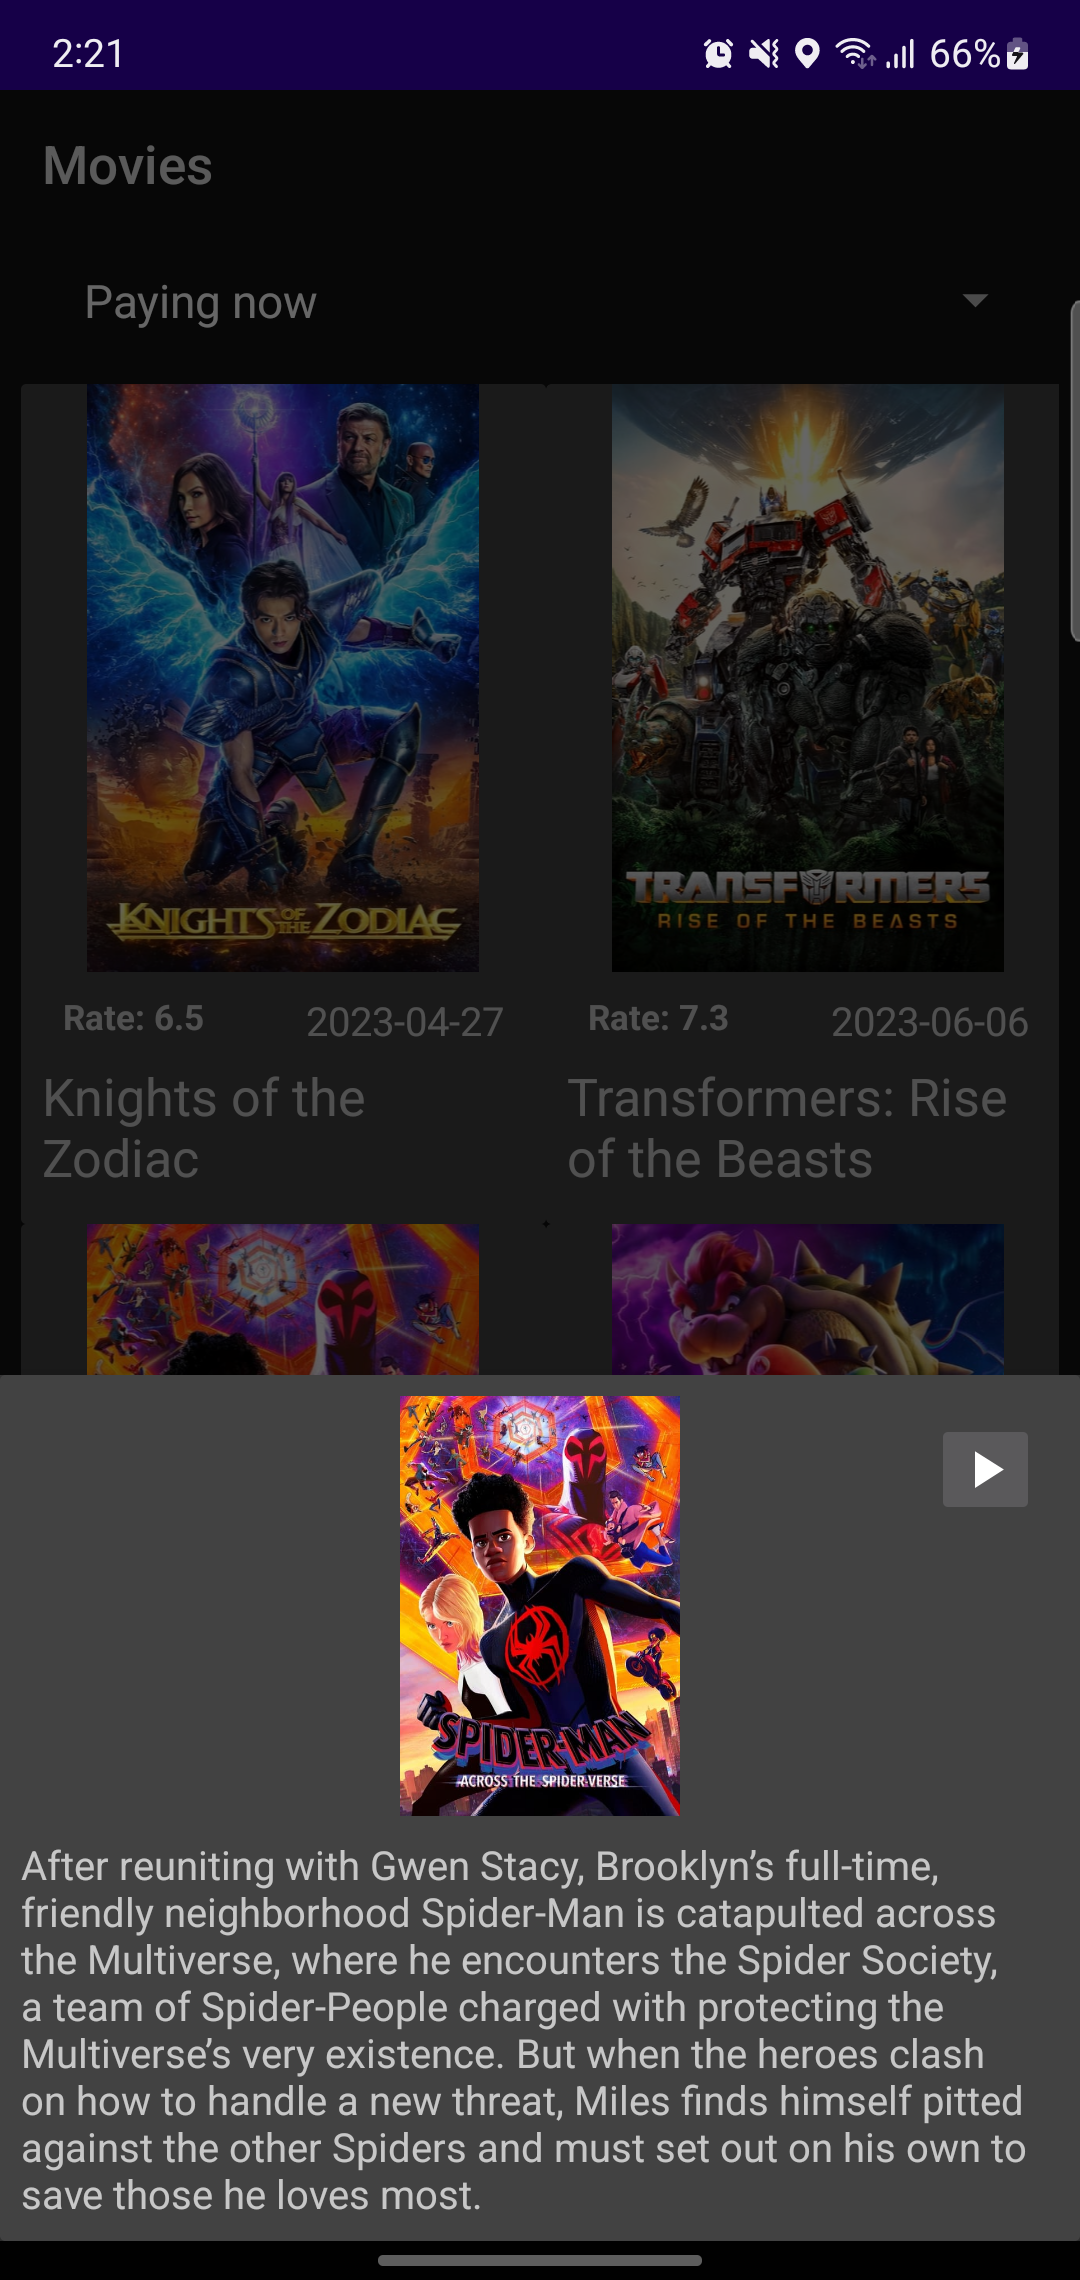 2:21
66%
Movies
Paying now
KNIGHTS OF THE ZODIAC
TRANSFORMERS
RISE OF THE BEASTS
Rate: 6.5
2023-04-27
Rate: 7.3
2023-06-06
Knights of the
Zodiac
Transformers: Rise
of the Beasts
SPIDER-MAN
ACROSS THE SPIDER-VERSE
After reuniting with Gwen Stacy, Brooklyn’s full-time,
friendly neighborhood Spider-Man is catapulted across
the Multiverse, where he encounters the Spider Society,
a team of Spider-People charged with protecting the
Multiverse’s very existence. But when the heroes clash
on how to handle a new threat, Miles finds himself pitted
against the other Spiders and must set out on his own to
save those he loves most.